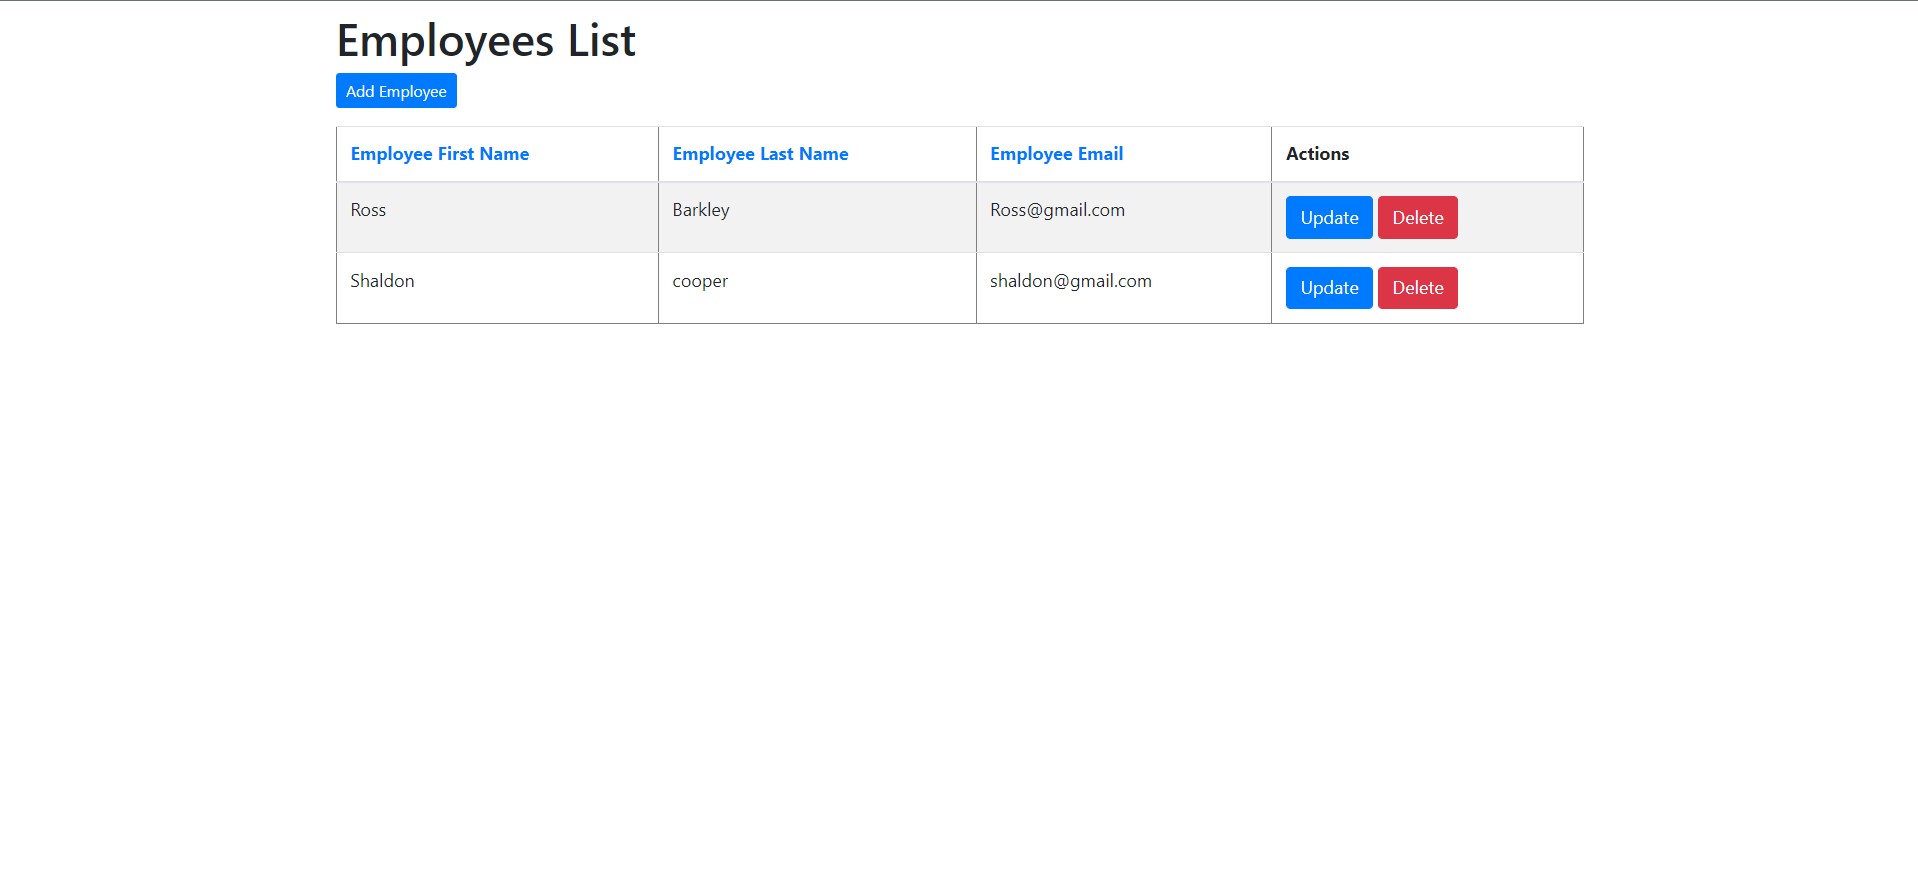 Employees List
Add Employee
Employee First Name Employee Last Name Employee Email Actions
Ross Barkley Ross@gmail.com Update Delete
Shaldon cooper shaldon@gmail.com Update Delete